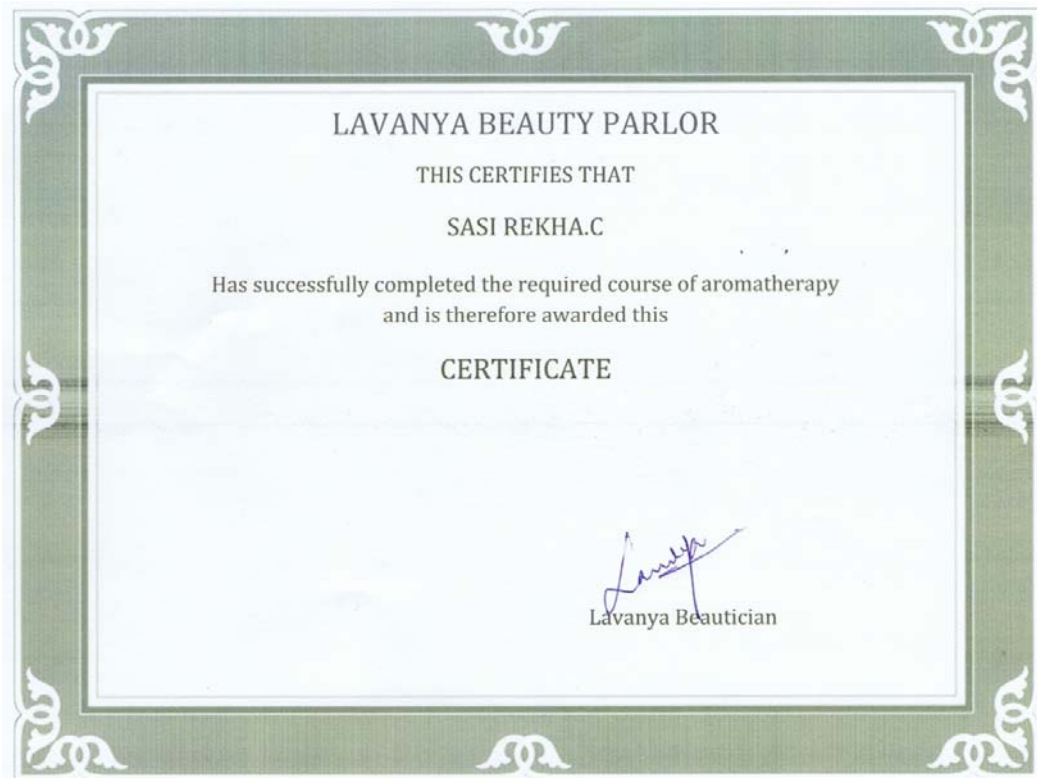 LAVANYA BEAUTY PARLOR
THIS CERTIFIES THAT
SASI REKHA.C
Has successfully completed the required course of aromatherapy
and is therefore awarded this
CERTIFICATE
Lavanya Beautician